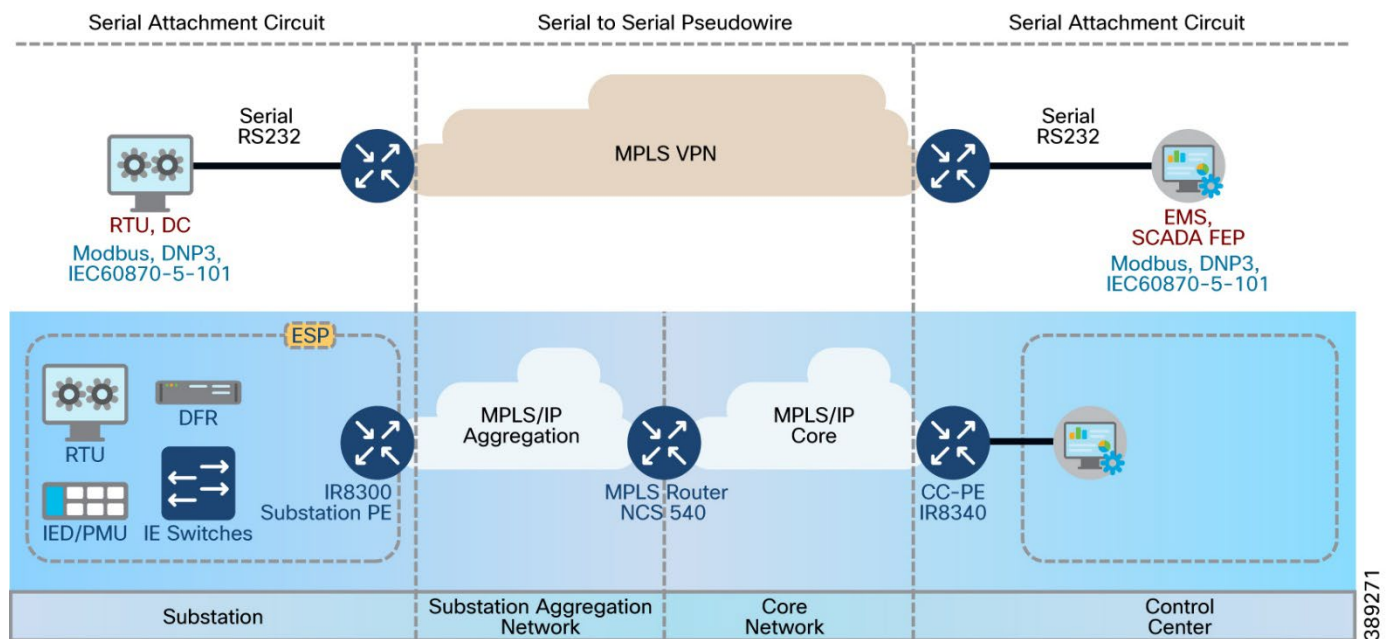 Serial Attachment Circuit
Serial to Serial Pseudowire
Serial Attachment Circuit
Serial
RS232
MPLS VPN
Serial
RS232
RTU, DC
Modbus, DNP3,
IEC60870-5-101
EMS,
SCADA FEP
Modbus, DNP3,
IEC60870-5-101
ESP
RTU
DFR
IED/PMU
IE Switches
IR8300
Substation PE
MPLS/IP
Aggregation
MPLS Router
NCS 540
MPLS/IP
Core
CC-PE
IR8340
Substation
Substation Aggregation
Network
Core
Network
Control
Center
389271